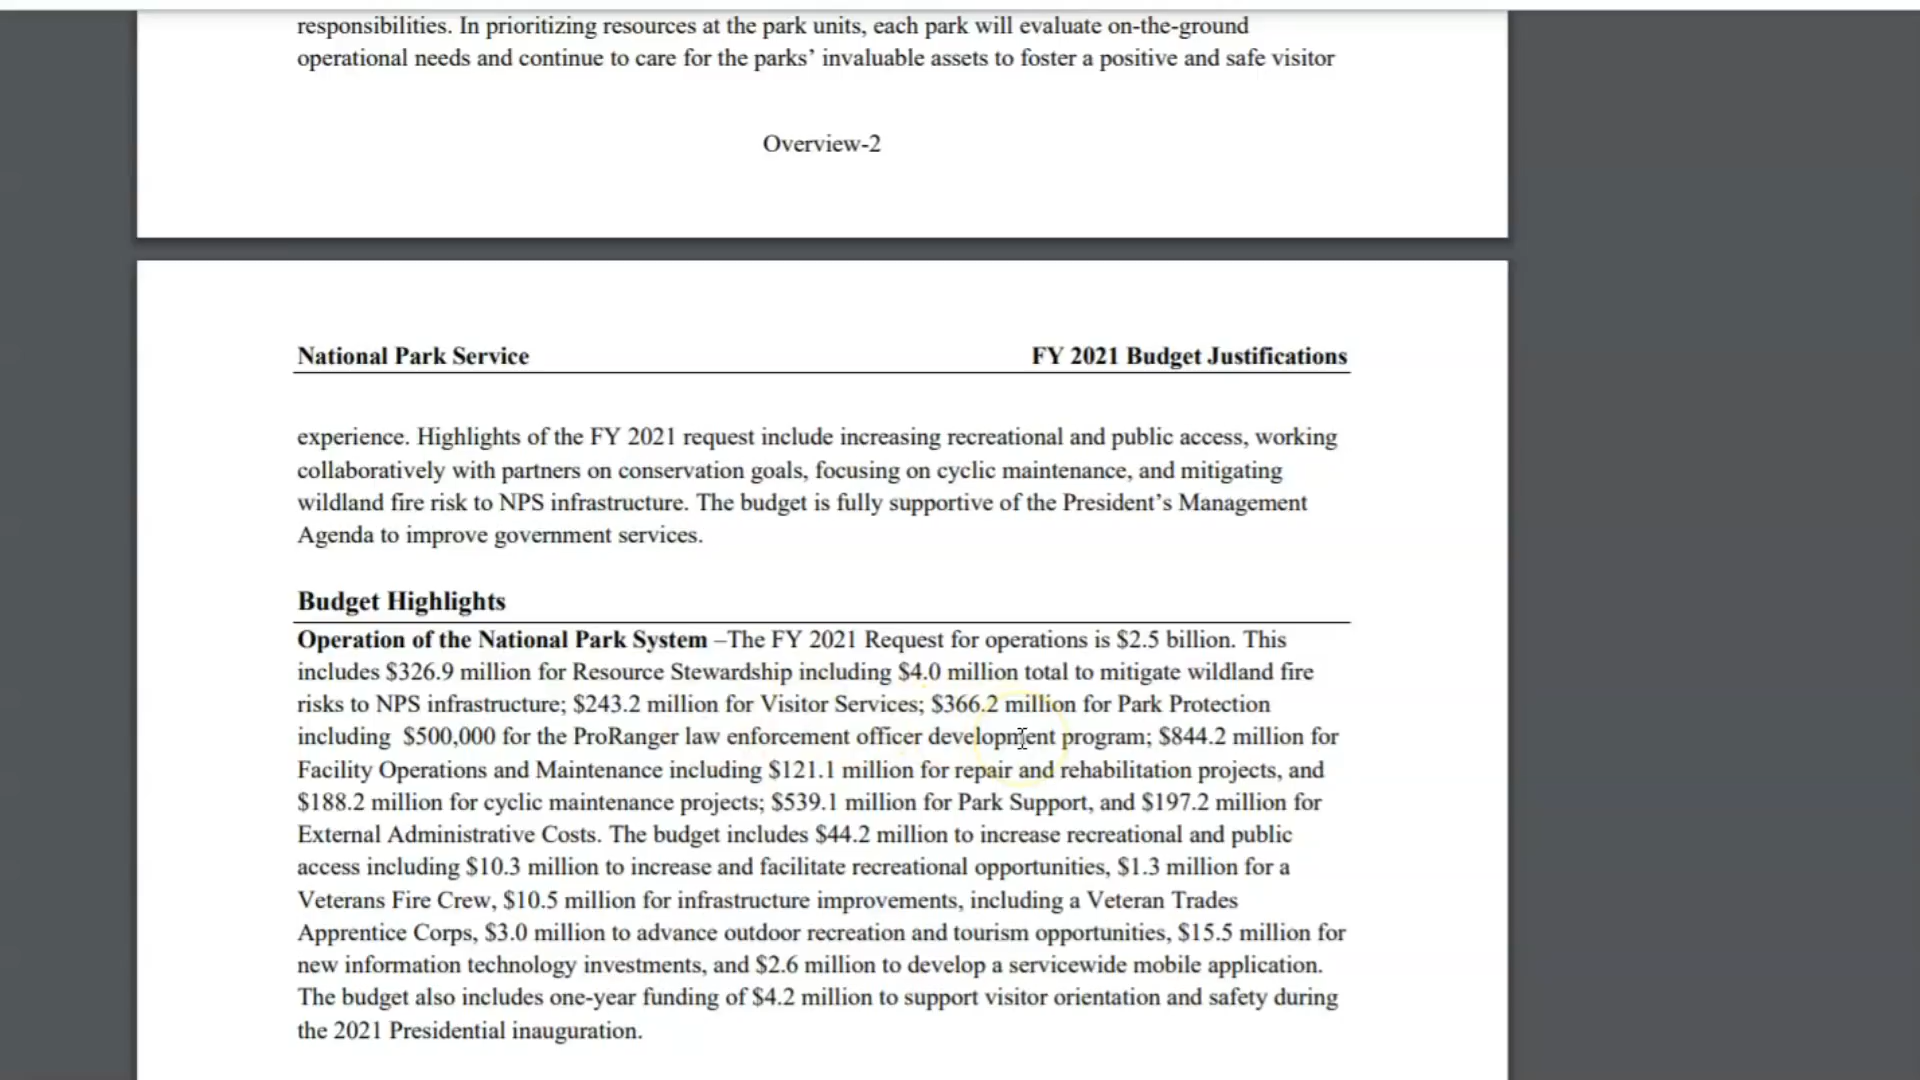 responsibilities. In prioritizing resources at the park units, each park will evaluate on-the-ground
operational needs and continue to care for the parks’ invaluable assets to foster a positive and safe visitor
Overview-2
National Park Service FY 2021 Budget Justifications
experience. Highlights of the FY 2021 request include increasing recreational and public access, working
collaboratively with partners on conservation goals, focusing on cyclic maintenance, and mitigating
wildland fire risk to NPS infrastructure. The budget is fully supportive of the President’s Management
Agenda to improve government services.
Budget Highlights
Operation of the National Park System –The FY 2021 Request for operations is $2.5 billion. This
includes $326.9 million for Resource Stewardship including $4.0 million total to mitigate wildland fire
risks to NPS infrastructure; $243.2 million for Visitor Services; $366.2 million for Park Protection
including $500,000 for the ProRanger law enforcement officer development program; $844.2 million for
Facility Operations and Maintenance including $121.1 million for repair and rehabilitation projects, and
$188.2 million for cyclic maintenance projects; $539.1 million for Park Support, and $197.2 million for
External Administrative Costs. The budget includes $44.2 million to increase recreational and public
access including $10.3 million to increase and facilitate recreational opportunities, $1.3 million for a
Veterans Fire Crew, $10.5 million for infrastructure improvements, including a Veteran Trades
Apprentice Corps, $3.0 million to advance outdoor recreation and tourism opportunities, $15.5 million for
new information technology investments, and $2.6 million to develop a servicewide mobile application.
The budget also includes one-year funding of $4.2 million to support visitor orientation and safety during
the 2021 Presidential inauguration.